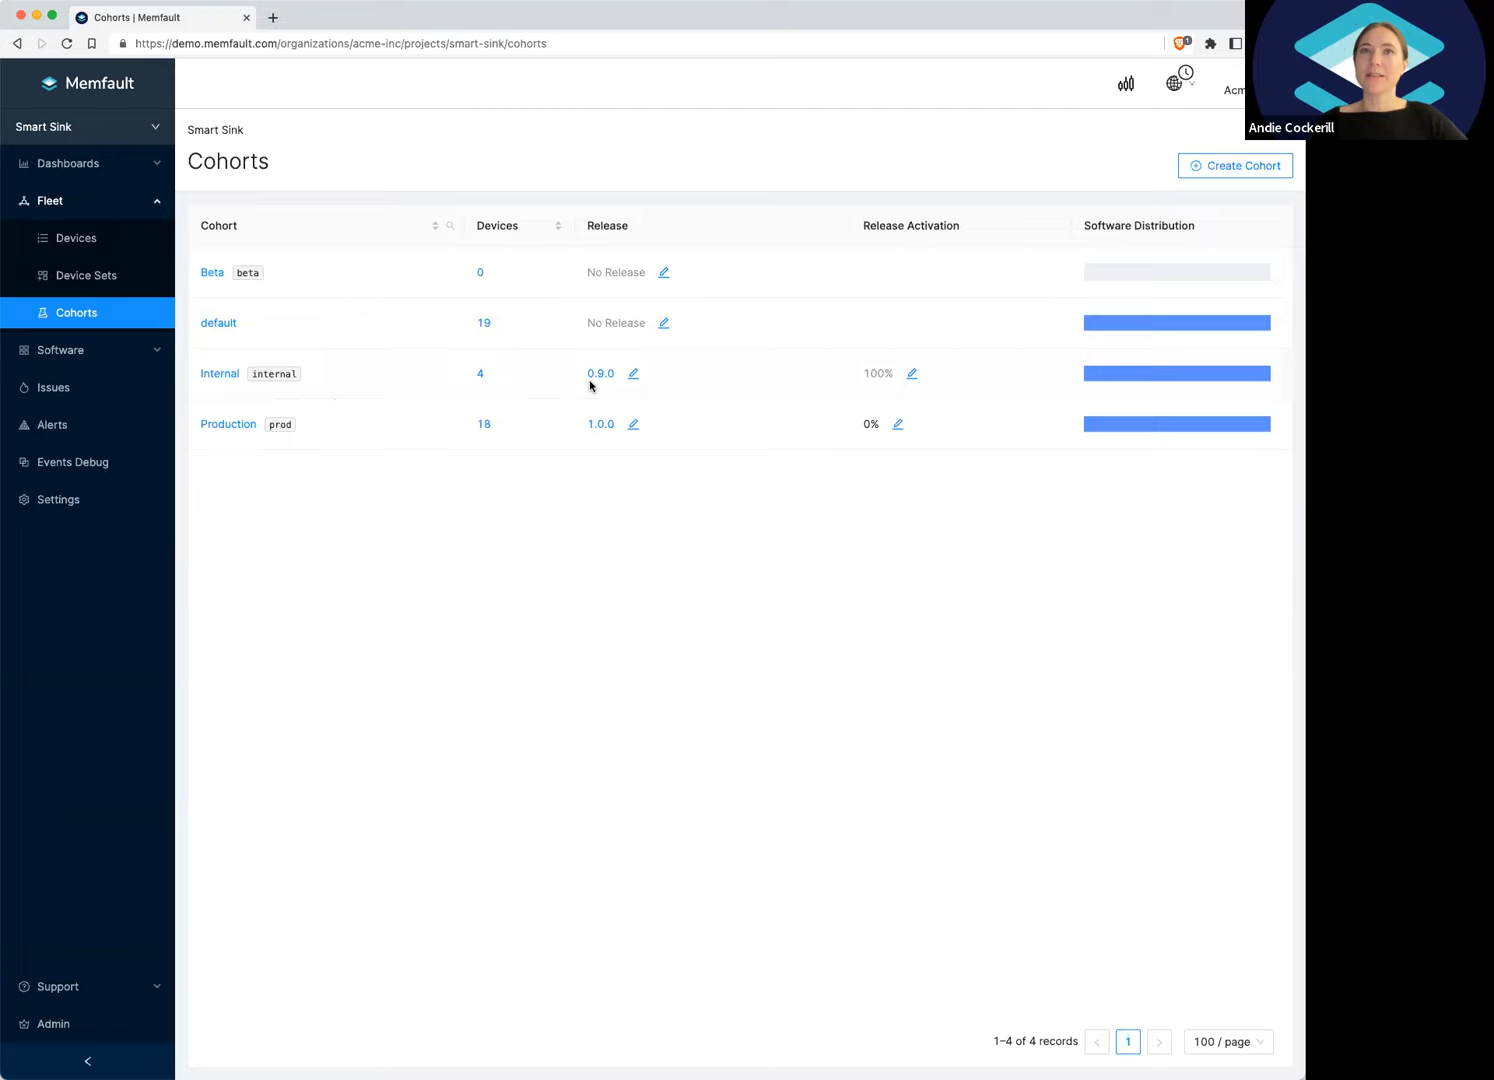 Cohorts | Memfault
https://demo.memfault.com/organizations/acme-inc/projects/smart-sink/cohorts
1
Memfault
Acm
Andie Cockerill
Smart Sink
Dashboards
Fleet
Devices
Device Sets
Cohorts
Software
Issues
Alerts
Events Debug
Settings
Support
Admin
Smart Sink
Cohorts
Create Cohort
Cohort Devices Release Release Activation Software Distribution
Beta beta 0 No Release
default 19 No Release
Internal internal 4 0.9.0 100%
Production prod 18 1.0.0 0%
1–4 of 4 records < 1 > 100 / page